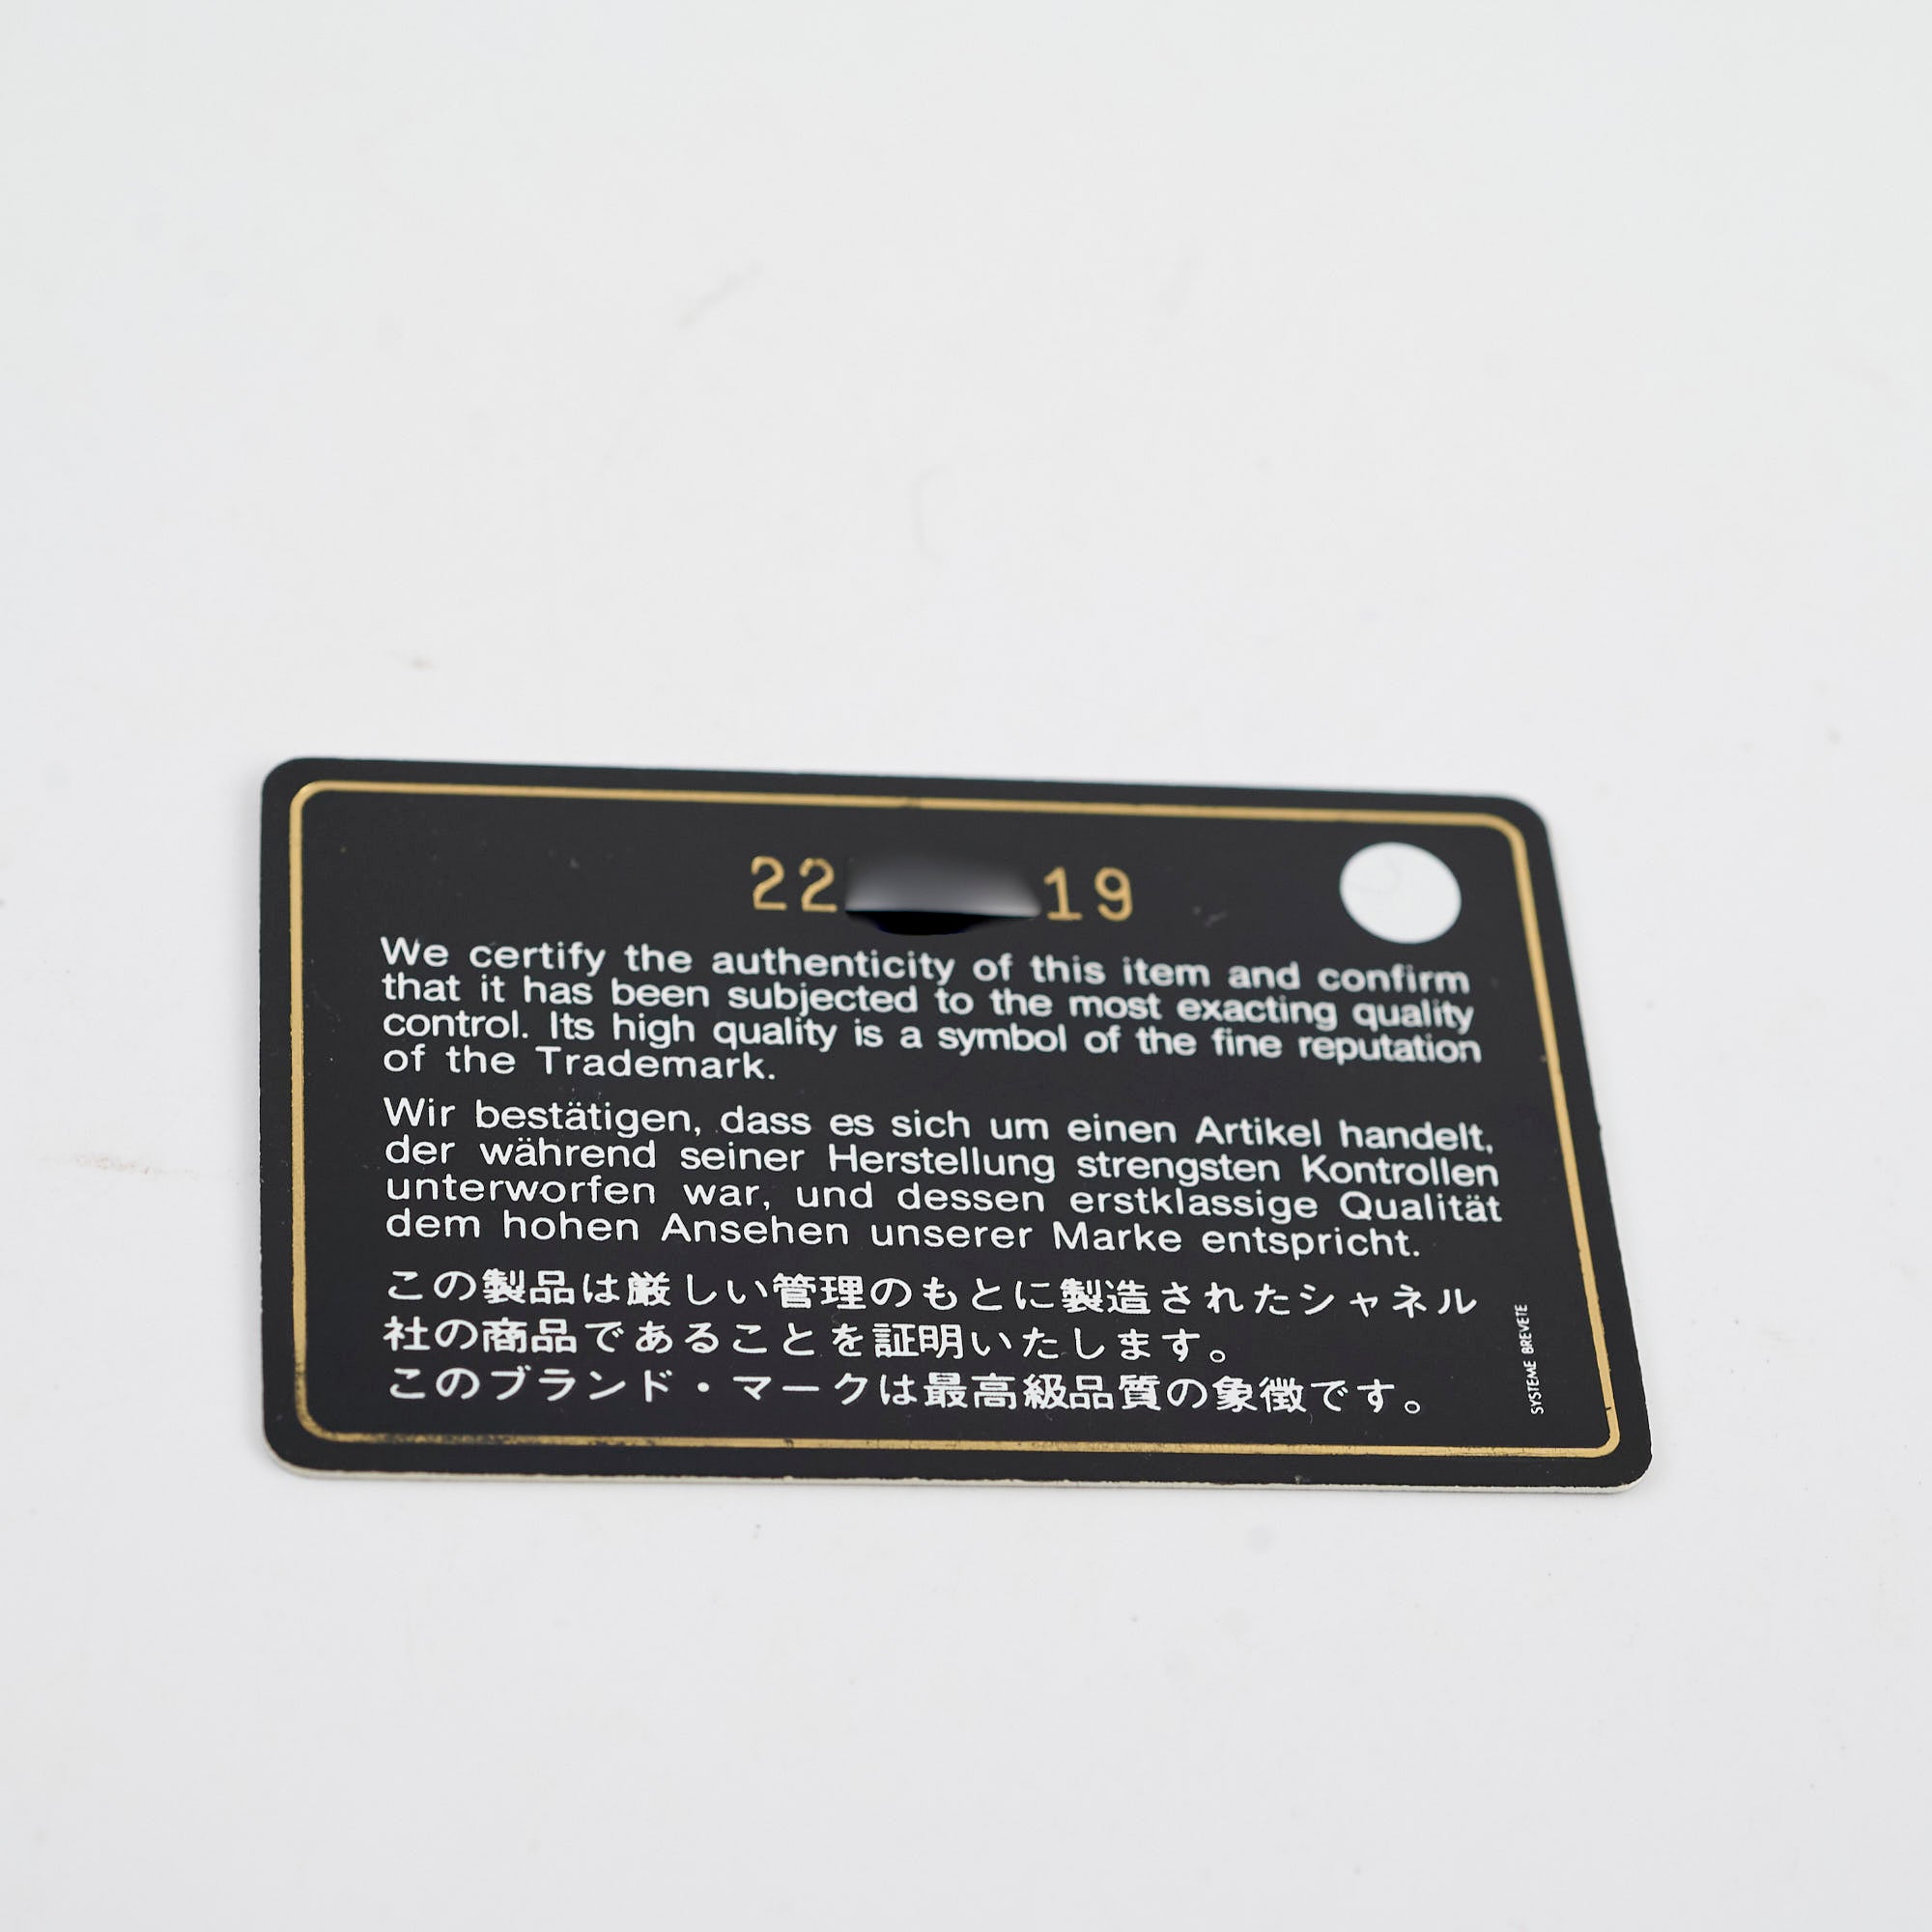 22 19
We certify the authenticity of this item and confirm
that it has been subjected to the most exacting quality
control. Its high quality is a symbol of the fine reputation
of the Trademark.
Wir bestätigen, dass es sich um einen Artikel handelt,
der während seiner Herstellung strengsten Kontrollen
unterworfen war, und dessen erstklassige Qualität
dem hohen Ansehen unserer Marke entspricht.
この製品は厳しい管理のもとに製造されたシャネル
社の商品であることを証明いたします。
このブランド・マークは最高級品質の象徴です。
SYSTEME BREVETE